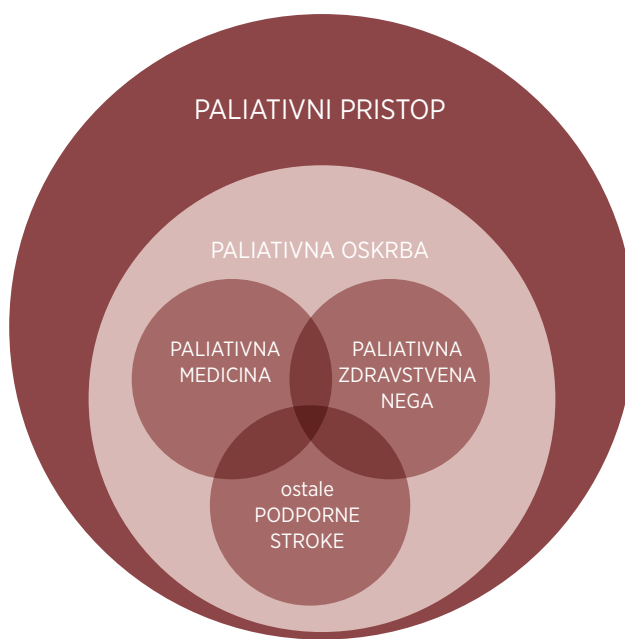 PALIATIVNI PRISTOP
PALIATIVNA OSKRBA
PALIATIVNA
MEDICINA
PALIATIVNA
ZDRAVSTVENA
NEGA
ostale
PODPORNE
STROKE